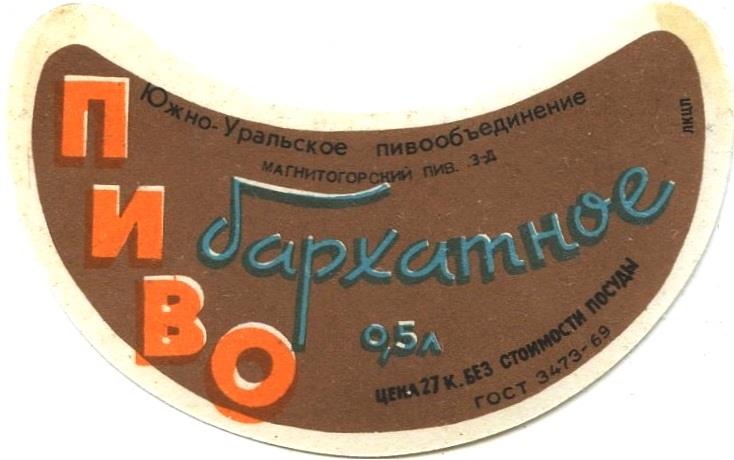 ПИВО
Южно-Уральское пивообъединение
МАГНИТОГОРСКИЙ ПИВ. З-Д
ЛКЦП
бархатное
0,5л
ЦЕНА 27 К. БЕЗ СТОИМОСТИ ПОСУДЫ
ГОСТ 3473-69